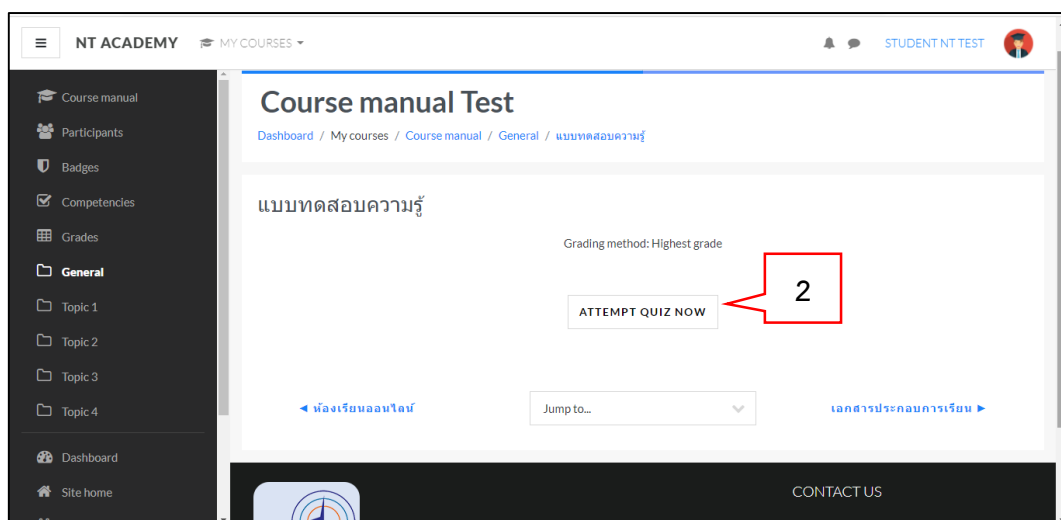 NT ACADEMY MY COURSES STUDENT NT TEST
Course manual
Participants
Badges
Competencies
Grades
General
Topic 1
Topic 2
Topic 3
Topic 4
Dashboard
Site home
Course manual Test
Dashboard / My courses / Course manual / General / แบบทดสอบความรู้
แบบทดสอบความรู้
Grading method: Highest grade
ATTEMPT QUIZ NOW
2
◄ ห้องเรียนออนไลน์ Jump to... เอกสารประกอบการเรียน ►
CONTACT US